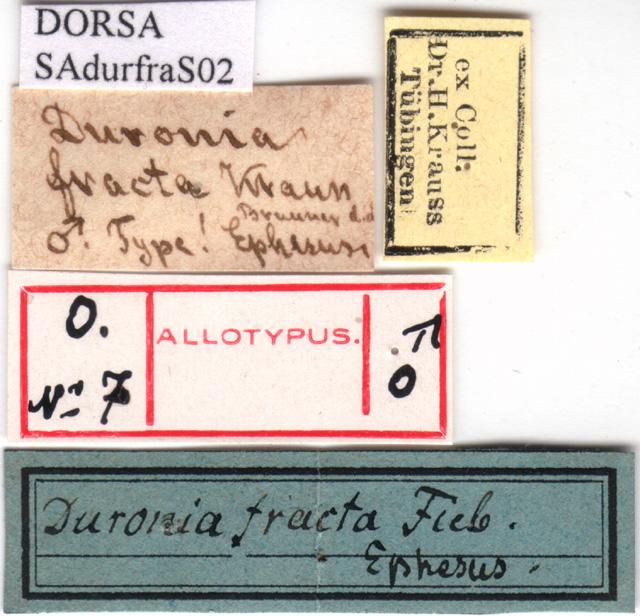 DORSA
SAdurfraS02
ex Coll.
Dr. H. Krauss
Tübingen
Duronia
fracta Krauss
Brunner d.d.
♂. Type! Ephesus
O.
No 7
ALLOTYPUS.
O
Duronia fracta Fieb.
Ephesus.